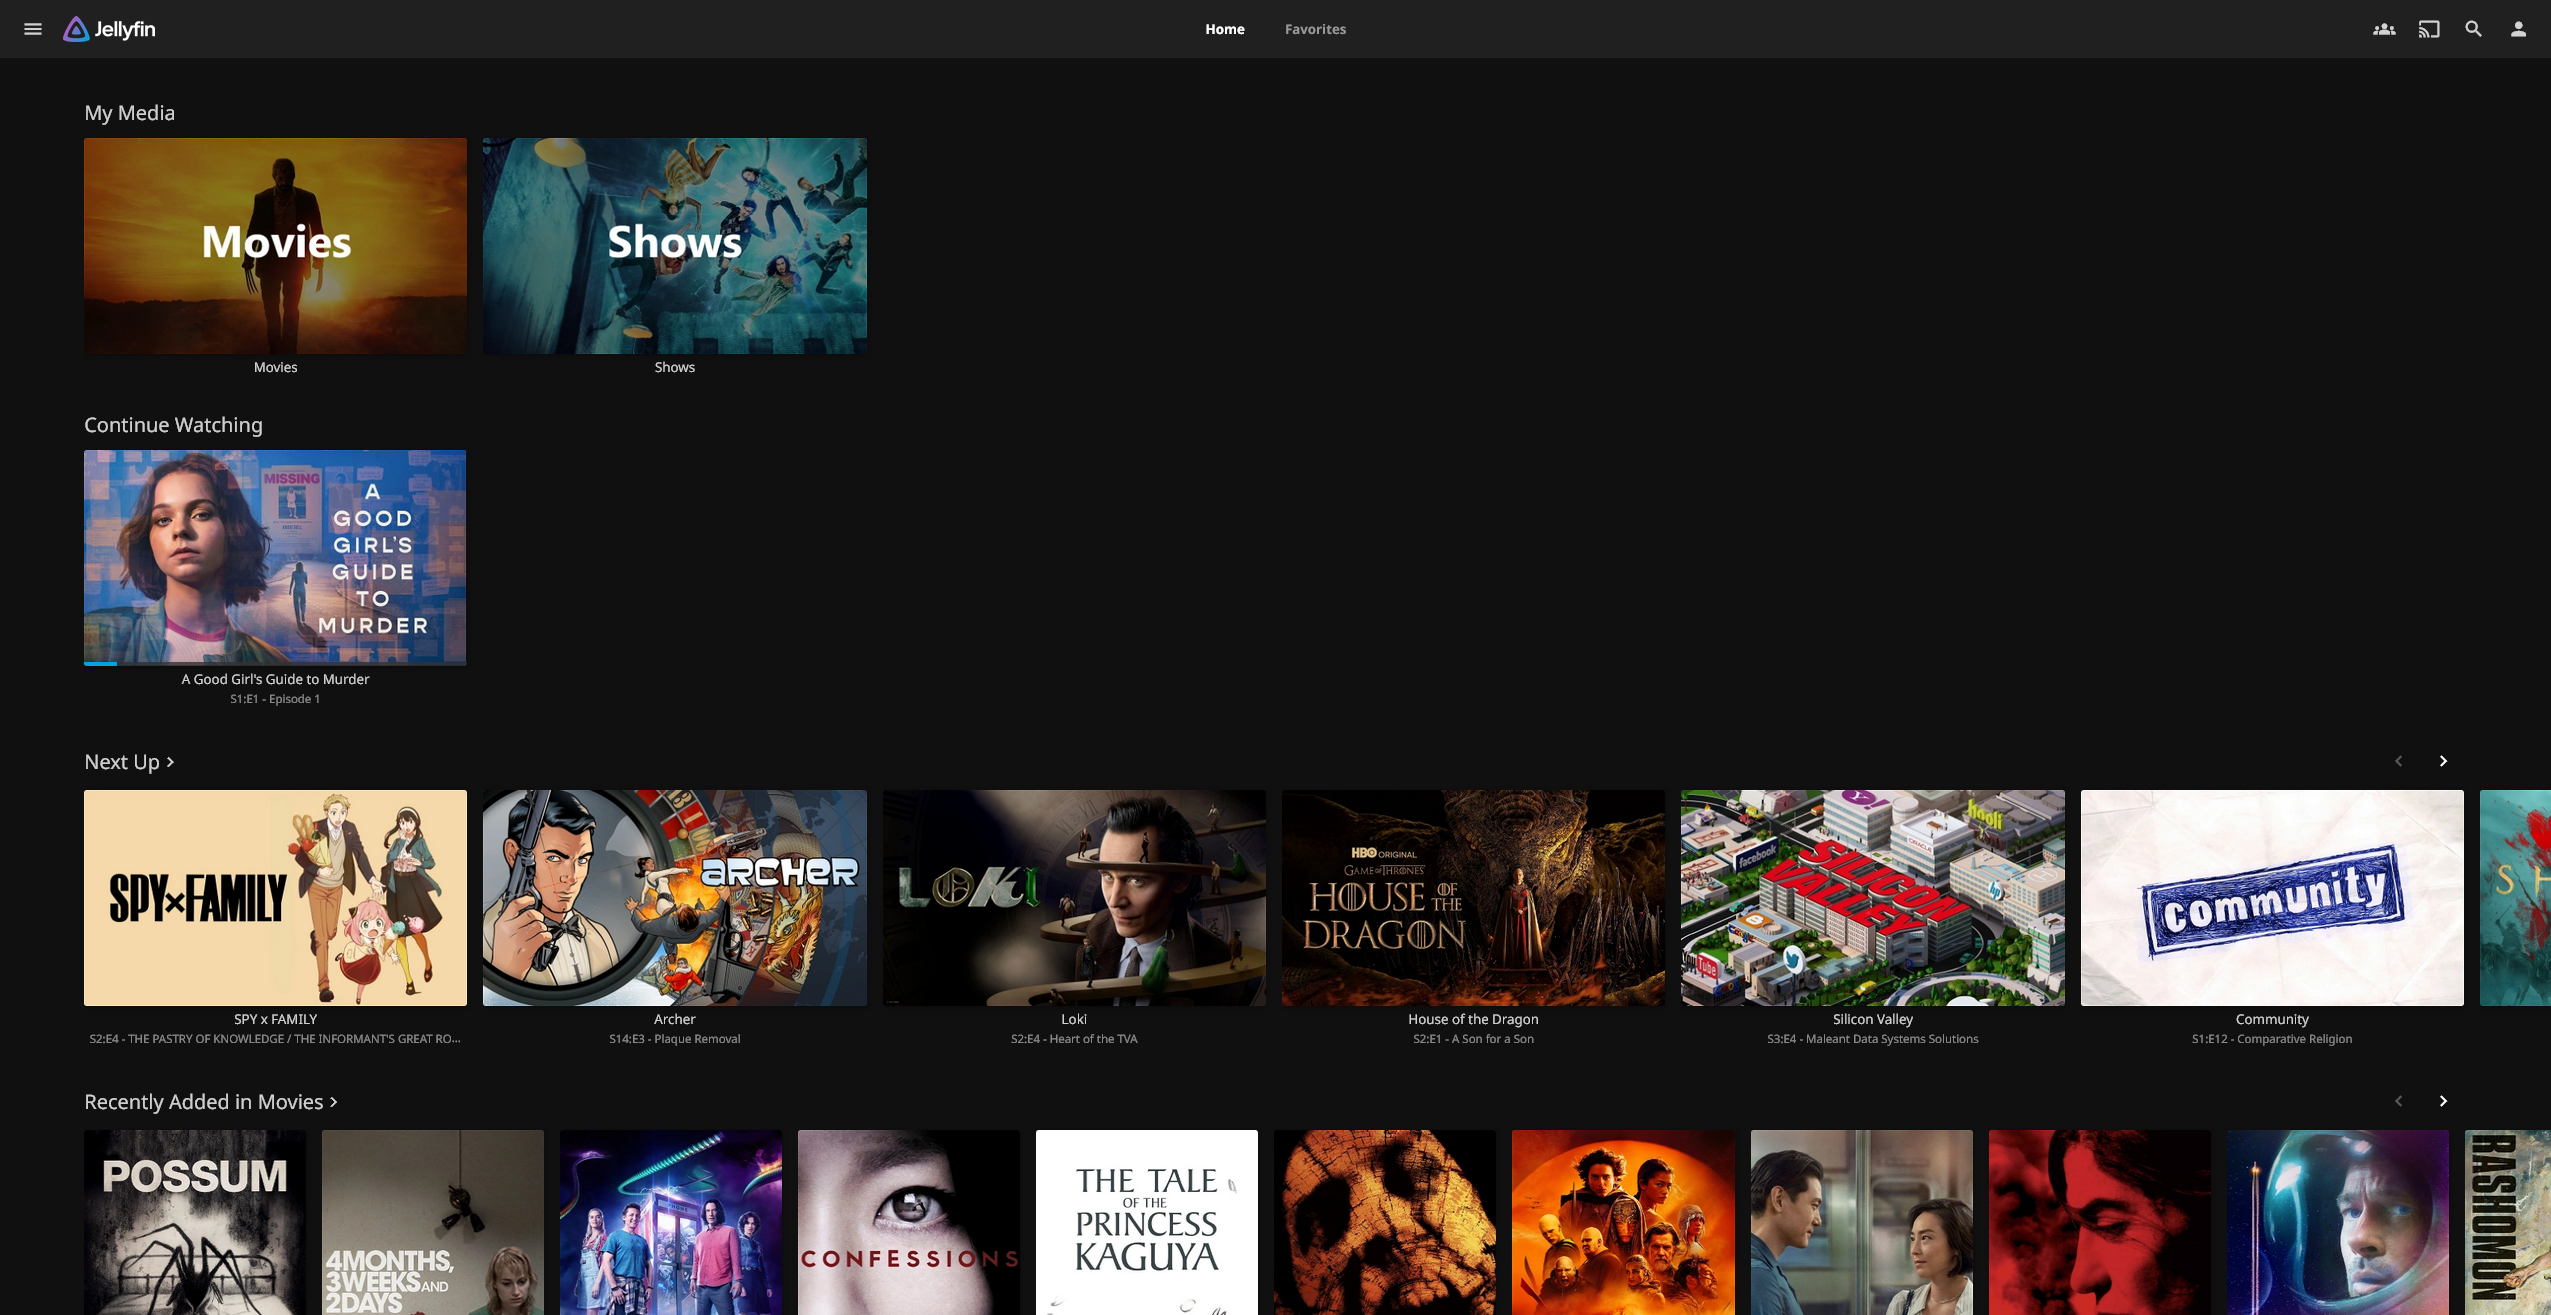 Jellyfin
Home
Favorites
My Media
Movies
Shows
Movies
Shows
Continue Watching
MISSING
A
GOOD
GIRL'S
GUIDE
TO
MURDER
A Good Girl's Guide to Murder
S1:E1 - Episode 1
Next Up
SPY×FAMILY
ARCHER
LOKI
HBO ORIGINAL
GAME OF THRONES
HOUSE OF THE
DRAGON
Yahoo!
hooli
ORACLE
facebook
SILICON
VALLEY
hp
YouTube
community
SH
SPY x FAMILY
Archer
Loki
House of the Dragon
Silicon Valley
Community
S2:E4 - THE PASTRY OF KNOWLEDGE / THE INFORMANT'S GREAT RO...
S14:E3 - Plaque Removal
S2:E4 - Heart of the TVA
S2:E1 - A Son for a Son
S3:E4 - Maleant Data Systems Solutions
S1:E12 - Comparative Religion
Recently Added in Movies
POSSUM
4MONTHS,
3WEEKS AND
2DAYS
CONFESSIONS
THE TALE
OF THE
PRINCESS
KAGUYA
RASHOMON